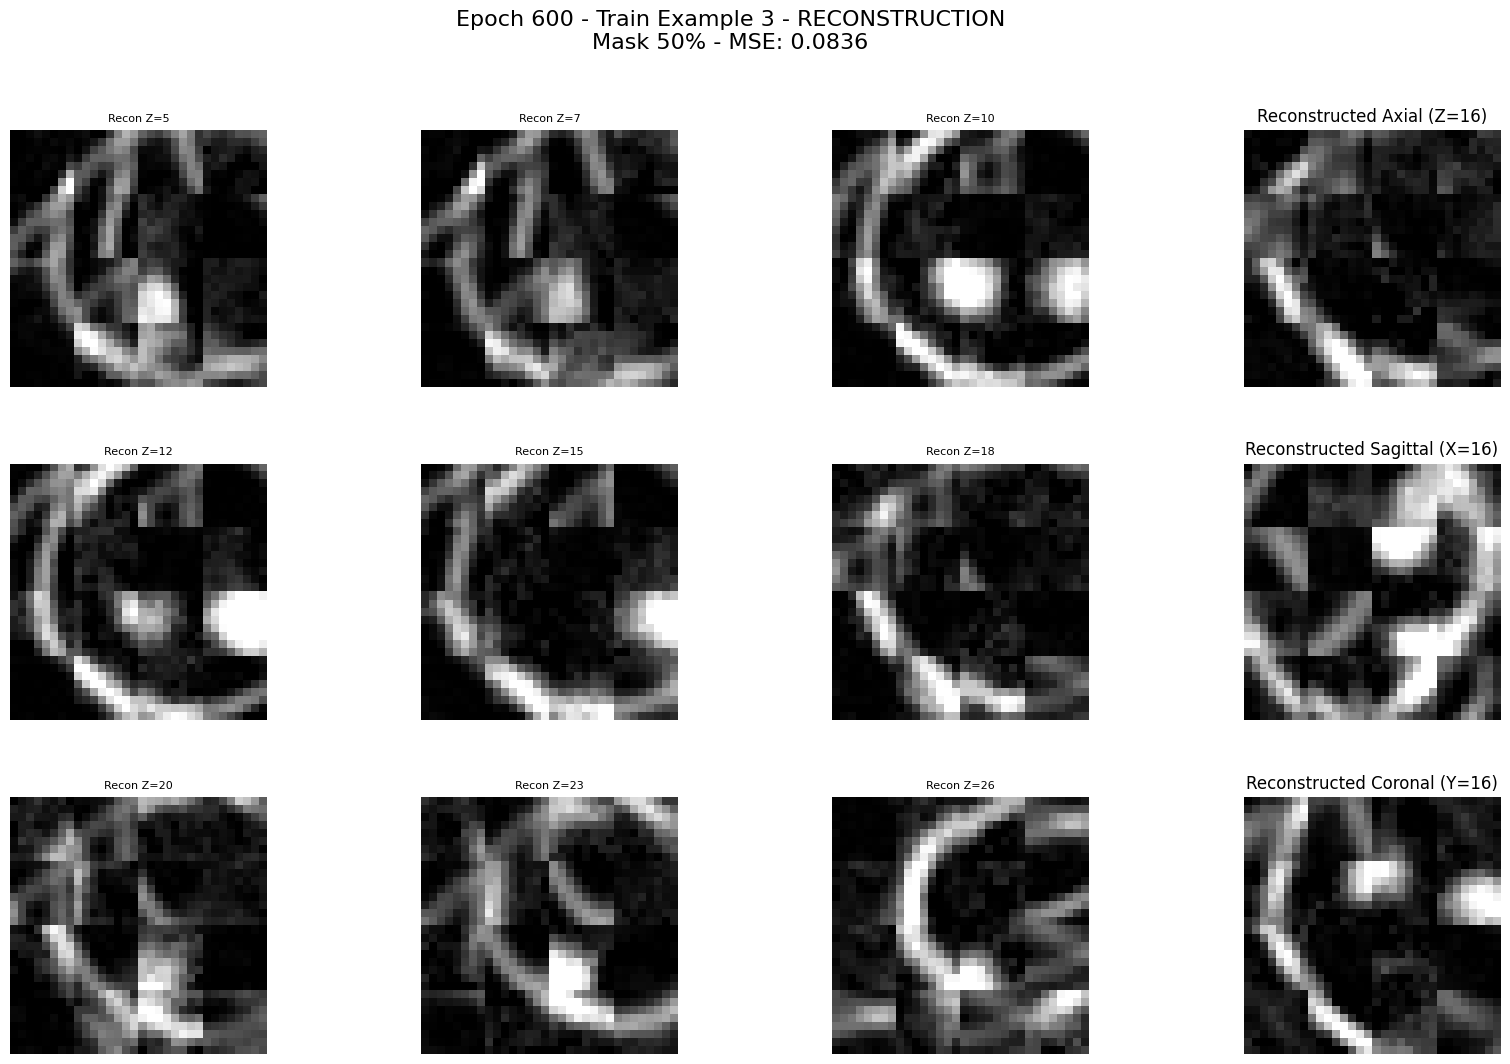 Epoch 600 - Train Example 3 - RECONSTRUCTION
Mask 50% - MSE: 0.0836
Recon Z=5
Recon Z=7
Recon Z=10
Reconstructed Axial (Z=16)
Recon Z=12
Recon Z=15
Recon Z=18
Reconstructed Sagittal (X=16)
Recon Z=20
Recon Z=23
Recon Z=26
Reconstructed Coronal (Y=16)